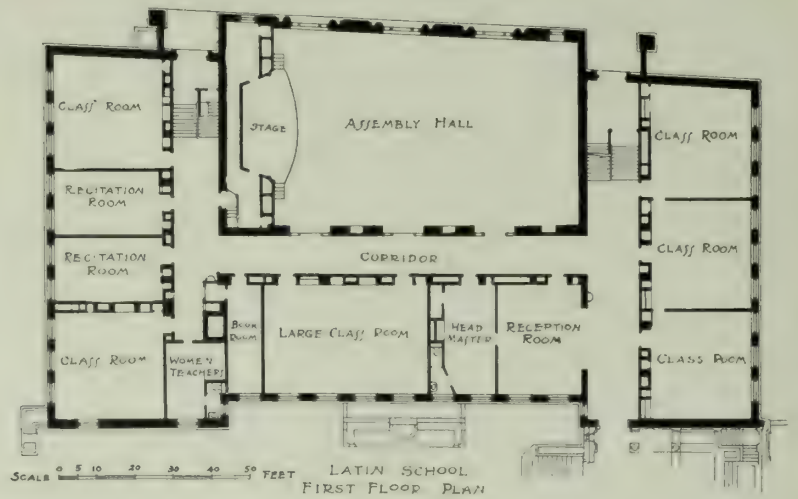 CLASS ROOM
STAGE
ASSEMBLY HALL
CLASS ROOM
RECITATION
ROOM
RECITATION
ROOM
CORRIDOR
CLASS ROOM
BOOK
ROOM
LARGE CLASS ROOM
HEAD
MASTER
RECEPTION
ROOM
CLASS ROOM
WOMEN
TEACHERS
CLASS ROOM
SCALE 0 5 10 20 30 40 50 FEET
LATIN SCHOOL
FIRST FLOOR PLAN